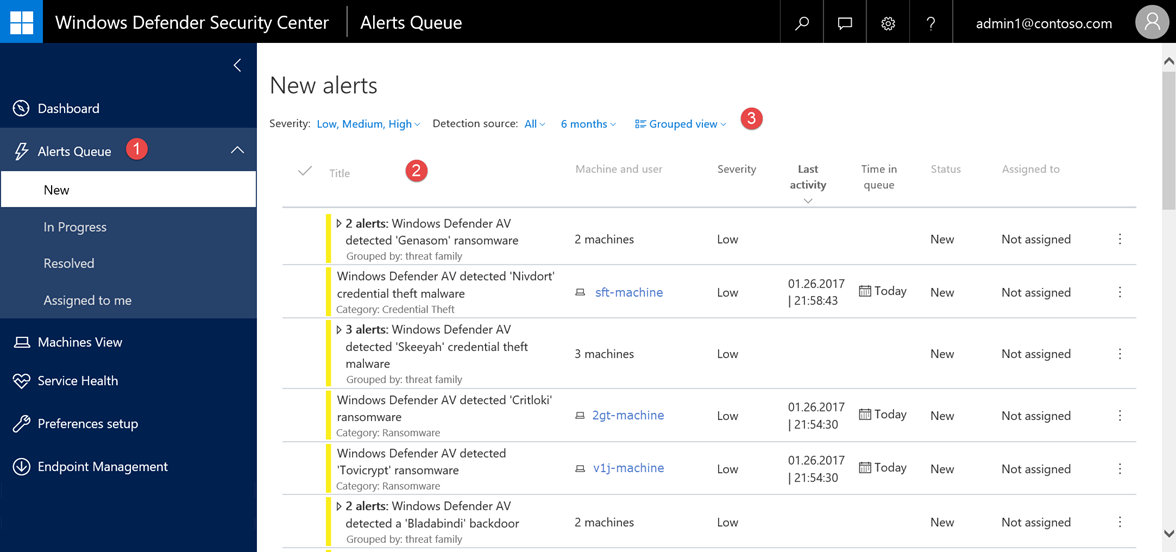 Windows Defender Security Center
Alerts Queue
?
admin1@contoso.com
Dashboard
Alerts Queue
1
New
In Progress
Resolved
Assigned to me
Machines View
Service Health
Preferences setup
Endpoint Management
New alerts
Severity: Low, Medium, High Detection source: All 6 months Grouped view 3
Title 2 Machine and user Severity Last Time in Status Assigned to
activity queue
2 alerts: Windows Defender AV
detected 'Genasom' ransomware
Grouped by: threat family
2 machines Low New Not assigned
Windows Defender AV detected 'Nivdort'
credential theft malware
Category: Credential Theft
sft-machine Low 01.26.2017
| 21:58:43
Today New Not assigned
3 alerts: Windows Defender AV
detected 'Skeeyah' credential theft
malware
Grouped by: threat family
3 machines Low New Not assigned
Windows Defender AV detected 'Critloki'
ransomware
Category: Ransomware
2gt-machine Low 01.26.2017
| 21:54:30
Today New Not assigned
Windows Defender AV detected
'Tovicrypt' ransomware
Category: Ransomware
v1j-machine Low 01.26.2017
| 21:54:30
Today New Not assigned
2 alerts: Windows Defender AV
detected a 'Bladabindi' backdoor
Grouped by: threat family
2 machines Low New Not assigned